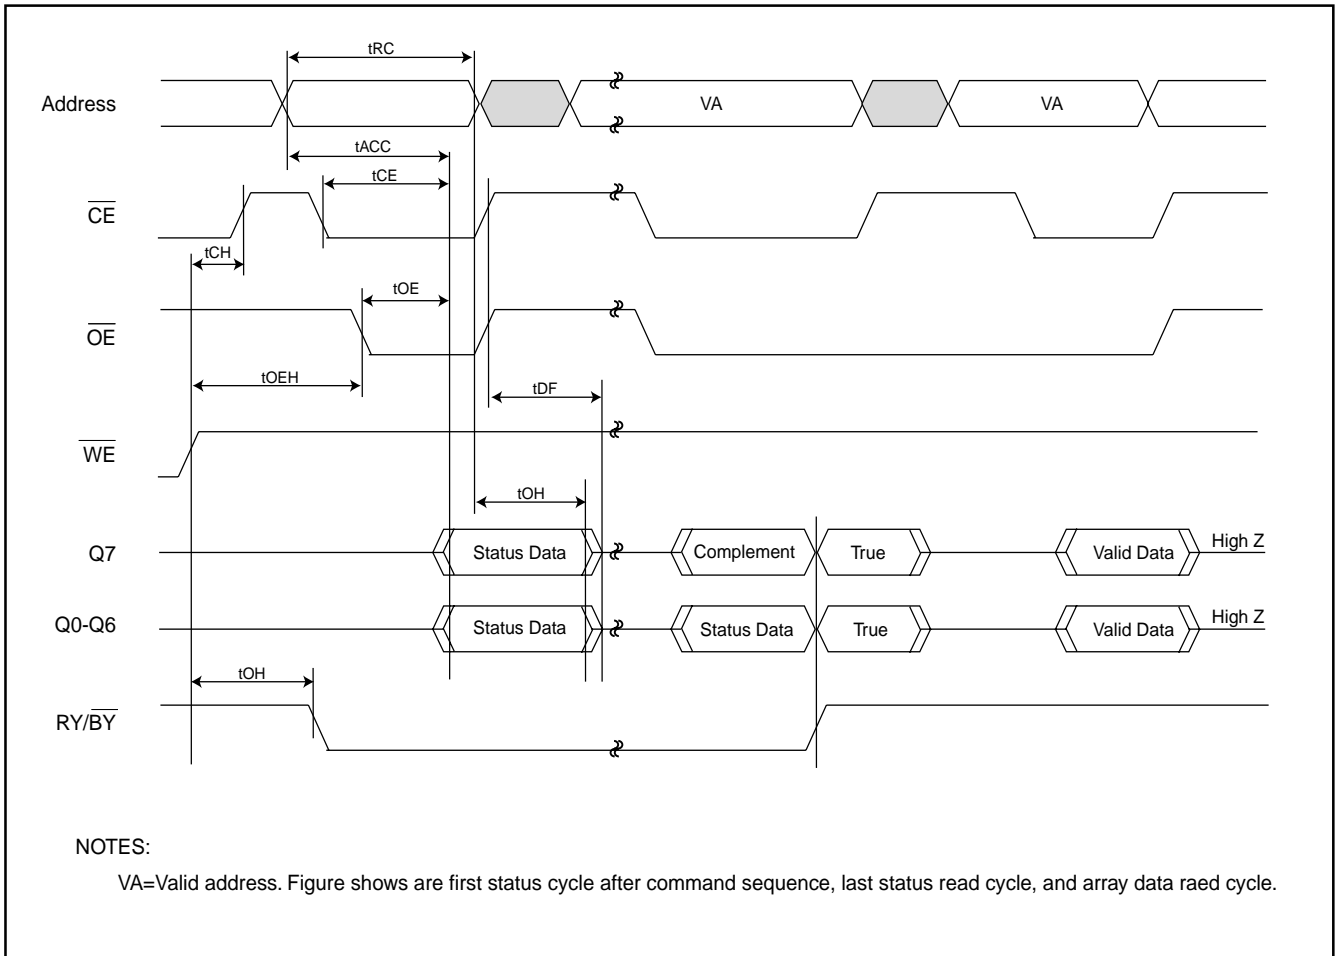 tRC
Address
VA
VA
tACC
tCE
CE
tCH
tOE
OE
tOEH
tDF
WE
tOH
Q7
Status Data
Complement
True
Valid Data
High Z
Q0-Q6
Status Data
Status Data
True
Valid Data
High Z
tOH
RY/BY
NOTES:
VA=Valid address. Figure shows are first status cycle after command sequence, last status read cycle, and array data raed cycle.